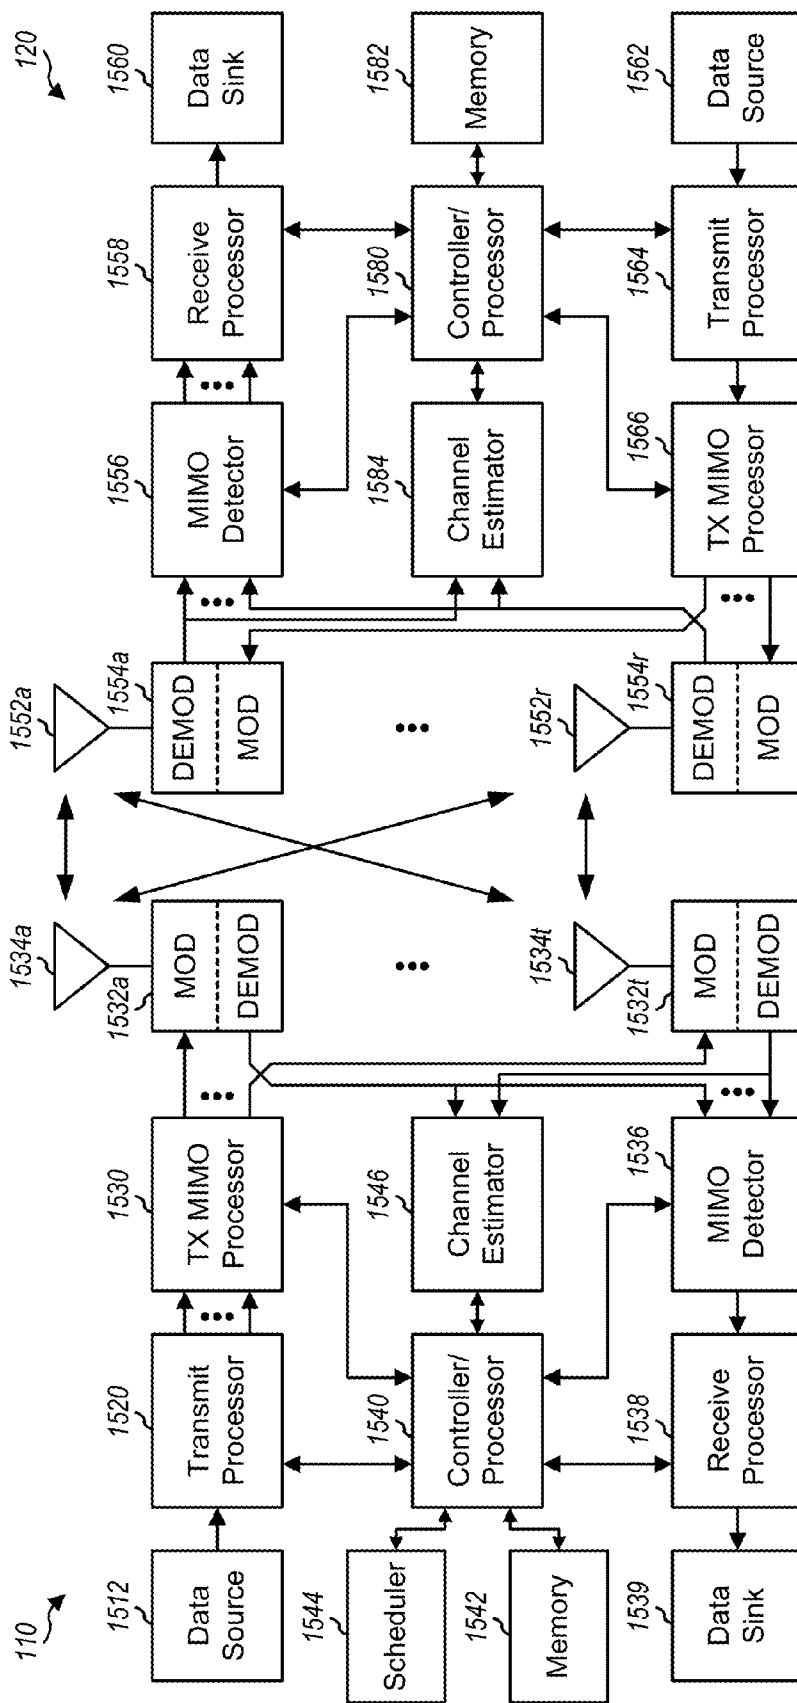 110
1512
Data
Source
1520
Transmit
Processor
1530
TX MIMO
Processor
1532a
MOD
DEMOD
1534a
1544
Scheduler
1542
Memory
1540
Controller/
Processor
1546
Channel
Estimator
1539
Data
Sink
1538
Receive
Processor
1536
MIMO
Detector
1532t
MOD
DEMOD
1534t
120
1552a
1554a
DEMOD
MOD
1556
MIMO
Detector
1558
Receive
Processor
1560
Data
Sink
1584
Channel
Estimator
1580
Controller/
Processor
1582
Memory
1552r
1554r
DEMOD
MOD
1566
TX MIMO
Processor
1564
Transmit
Processor
1562
Data
Source